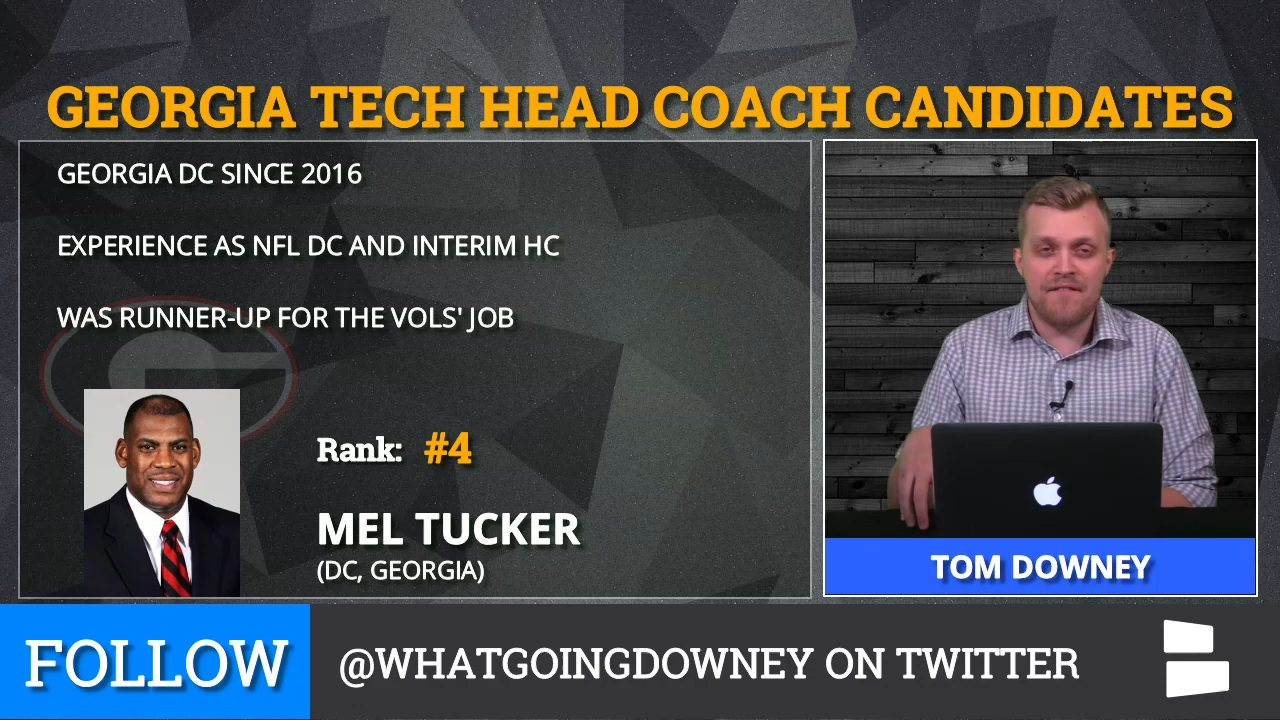 GEORGIA TECH HEAD COACH CANDIDATES
GEORGIA DC SINCE 2016
EXPERIENCE AS NFL DC AND INTERIM HC
WAS RUNNER-UP FOR THE VOLS' JOB
G
Rank: #4
MEL TUCKER
(DC, GEORGIA)
TOM DOWNEY
FOLLOW
@WHATGOINGDOWNEY ON TWITTER